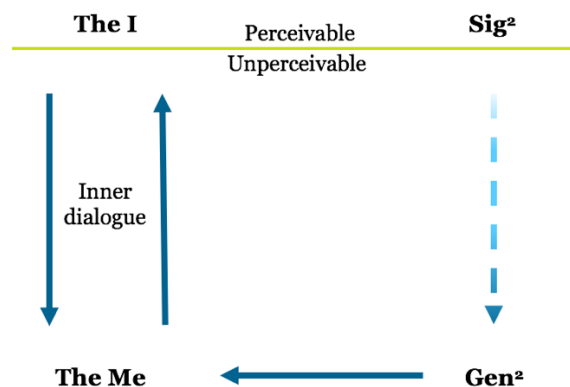 The I
Perceivable
Sig²
Unperceivable
Inner
dialogue
The Me
Gen²